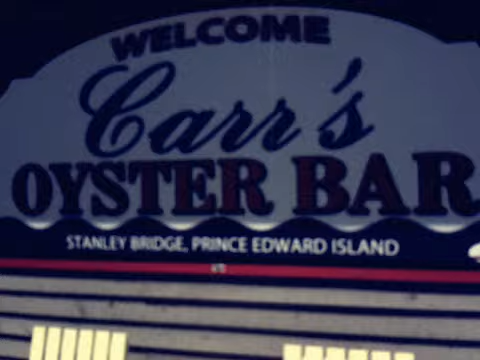 WELCOME
Carr's
OYSTER BAR
STANLEY BRIDGE, PRINCE EDWARD ISLAND